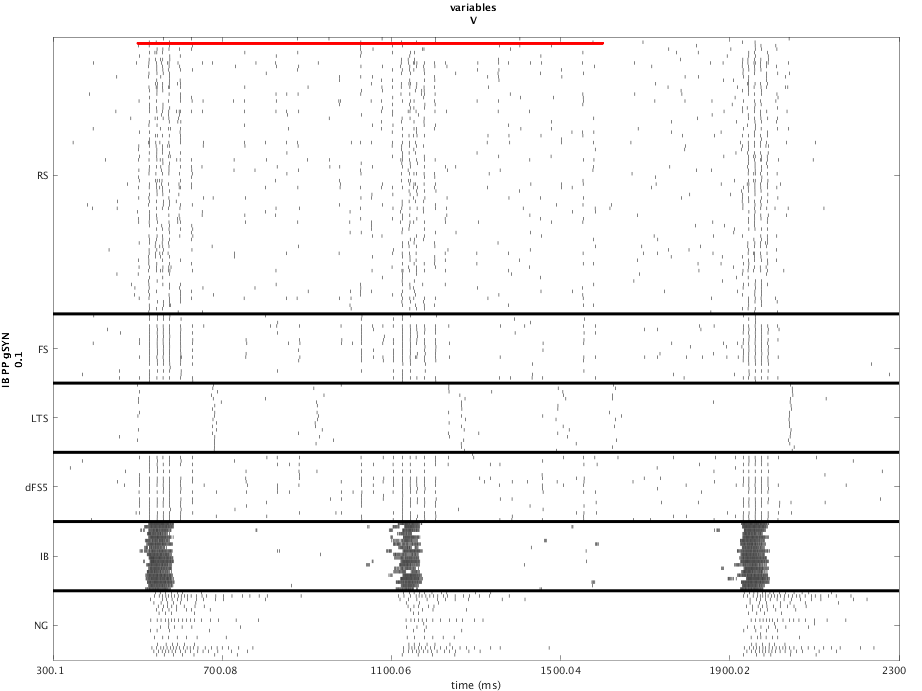 variables
V
RS
FS
LTS
dFS5
IB
NG
IB PP gSYN
0.1
300.1 700.08 1100.06 1500.04 1900.02 2300
time (ms)